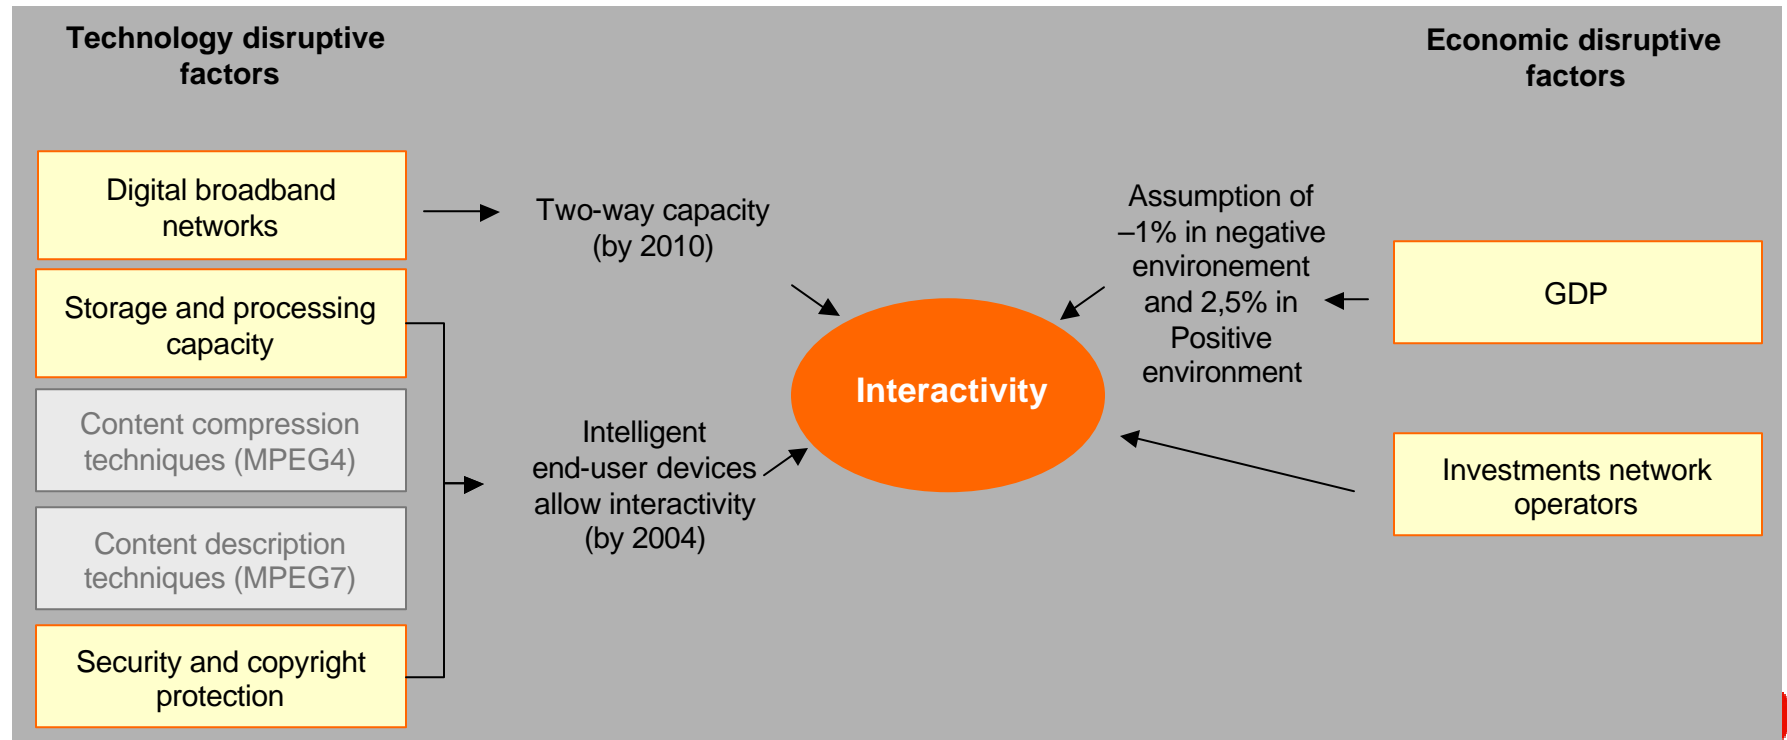 Technology disruptive
factors
Economic disruptive
factors
Digital broadband
networks
Two-way capacity
(by 2010)
Assumption of
–1% in negative
environement
and 2,5% in
Positive
environment
GDP
Storage and processing
capacity
Interactivity
Content compression
techniques (MPEG4)
Intelligent
end-user devices
allow interactivity
(by 2004)
Investments network
operators
Content description
techniques (MPEG7)
Security and copyright
protection